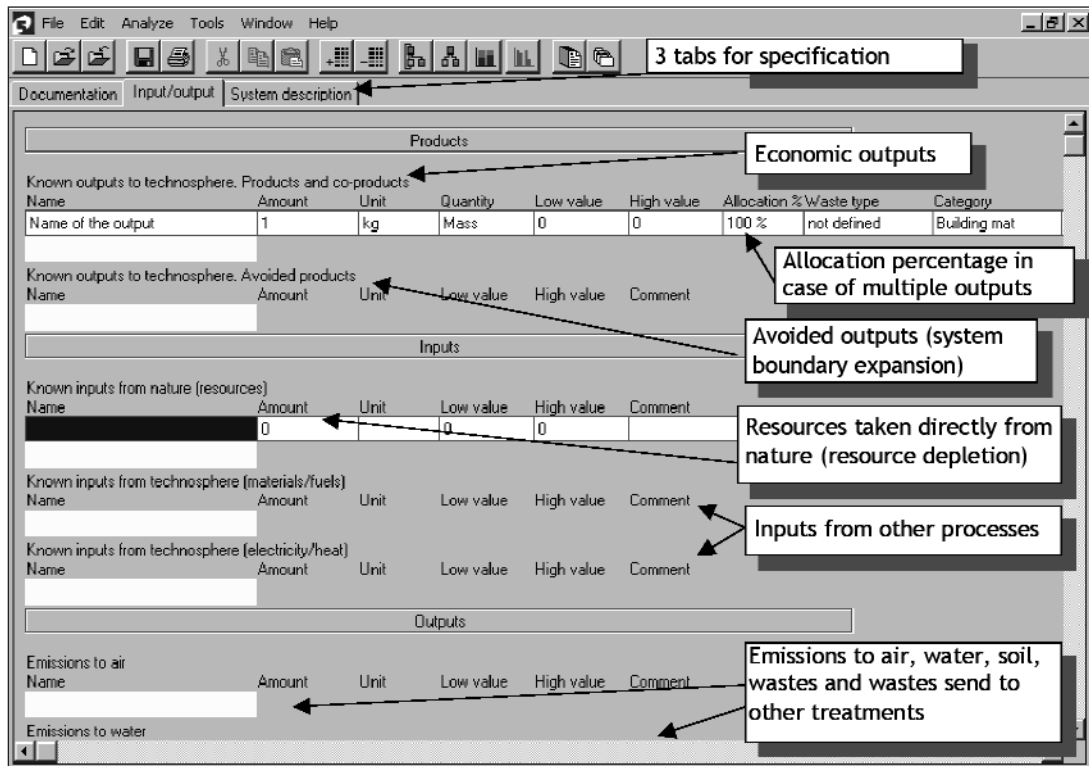 File Edit Analyze Tools Window Help
3 tabs for specification
Documentation Input/output System description
Products
Economic outputs
Known outputs to technosphere. Products and co-products
Name Amount Unit Quantity Low value High value Allocation % Waste type Category
Name of the output 1 kg Mass 0 0 100 % not defined Building mat
Allocation percentage in
case of multiple outputs
Known outputs to technosphere. Avoided products
Name Amount Unit Low value High value Comment
Avoided outputs (system
boundary expansion)
Inputs
Known inputs from nature (resources)
Name Amount Unit Low value High value Comment
0 0 0
Resources taken directly from
nature (resource depletion)
Known inputs from technosphere (materials/fuels)
Name Amount Unit Low value High value Comment
Inputs from other processes
Known inputs from technosphere (electricity/heat)
Name Amount Unit Low value High value Comment
Outputs
Emissions to air
Name Amount Unit Low value High value Comment
Emissions to air, water, soil,
wastes and wastes send to
other treatments
Emissions to water